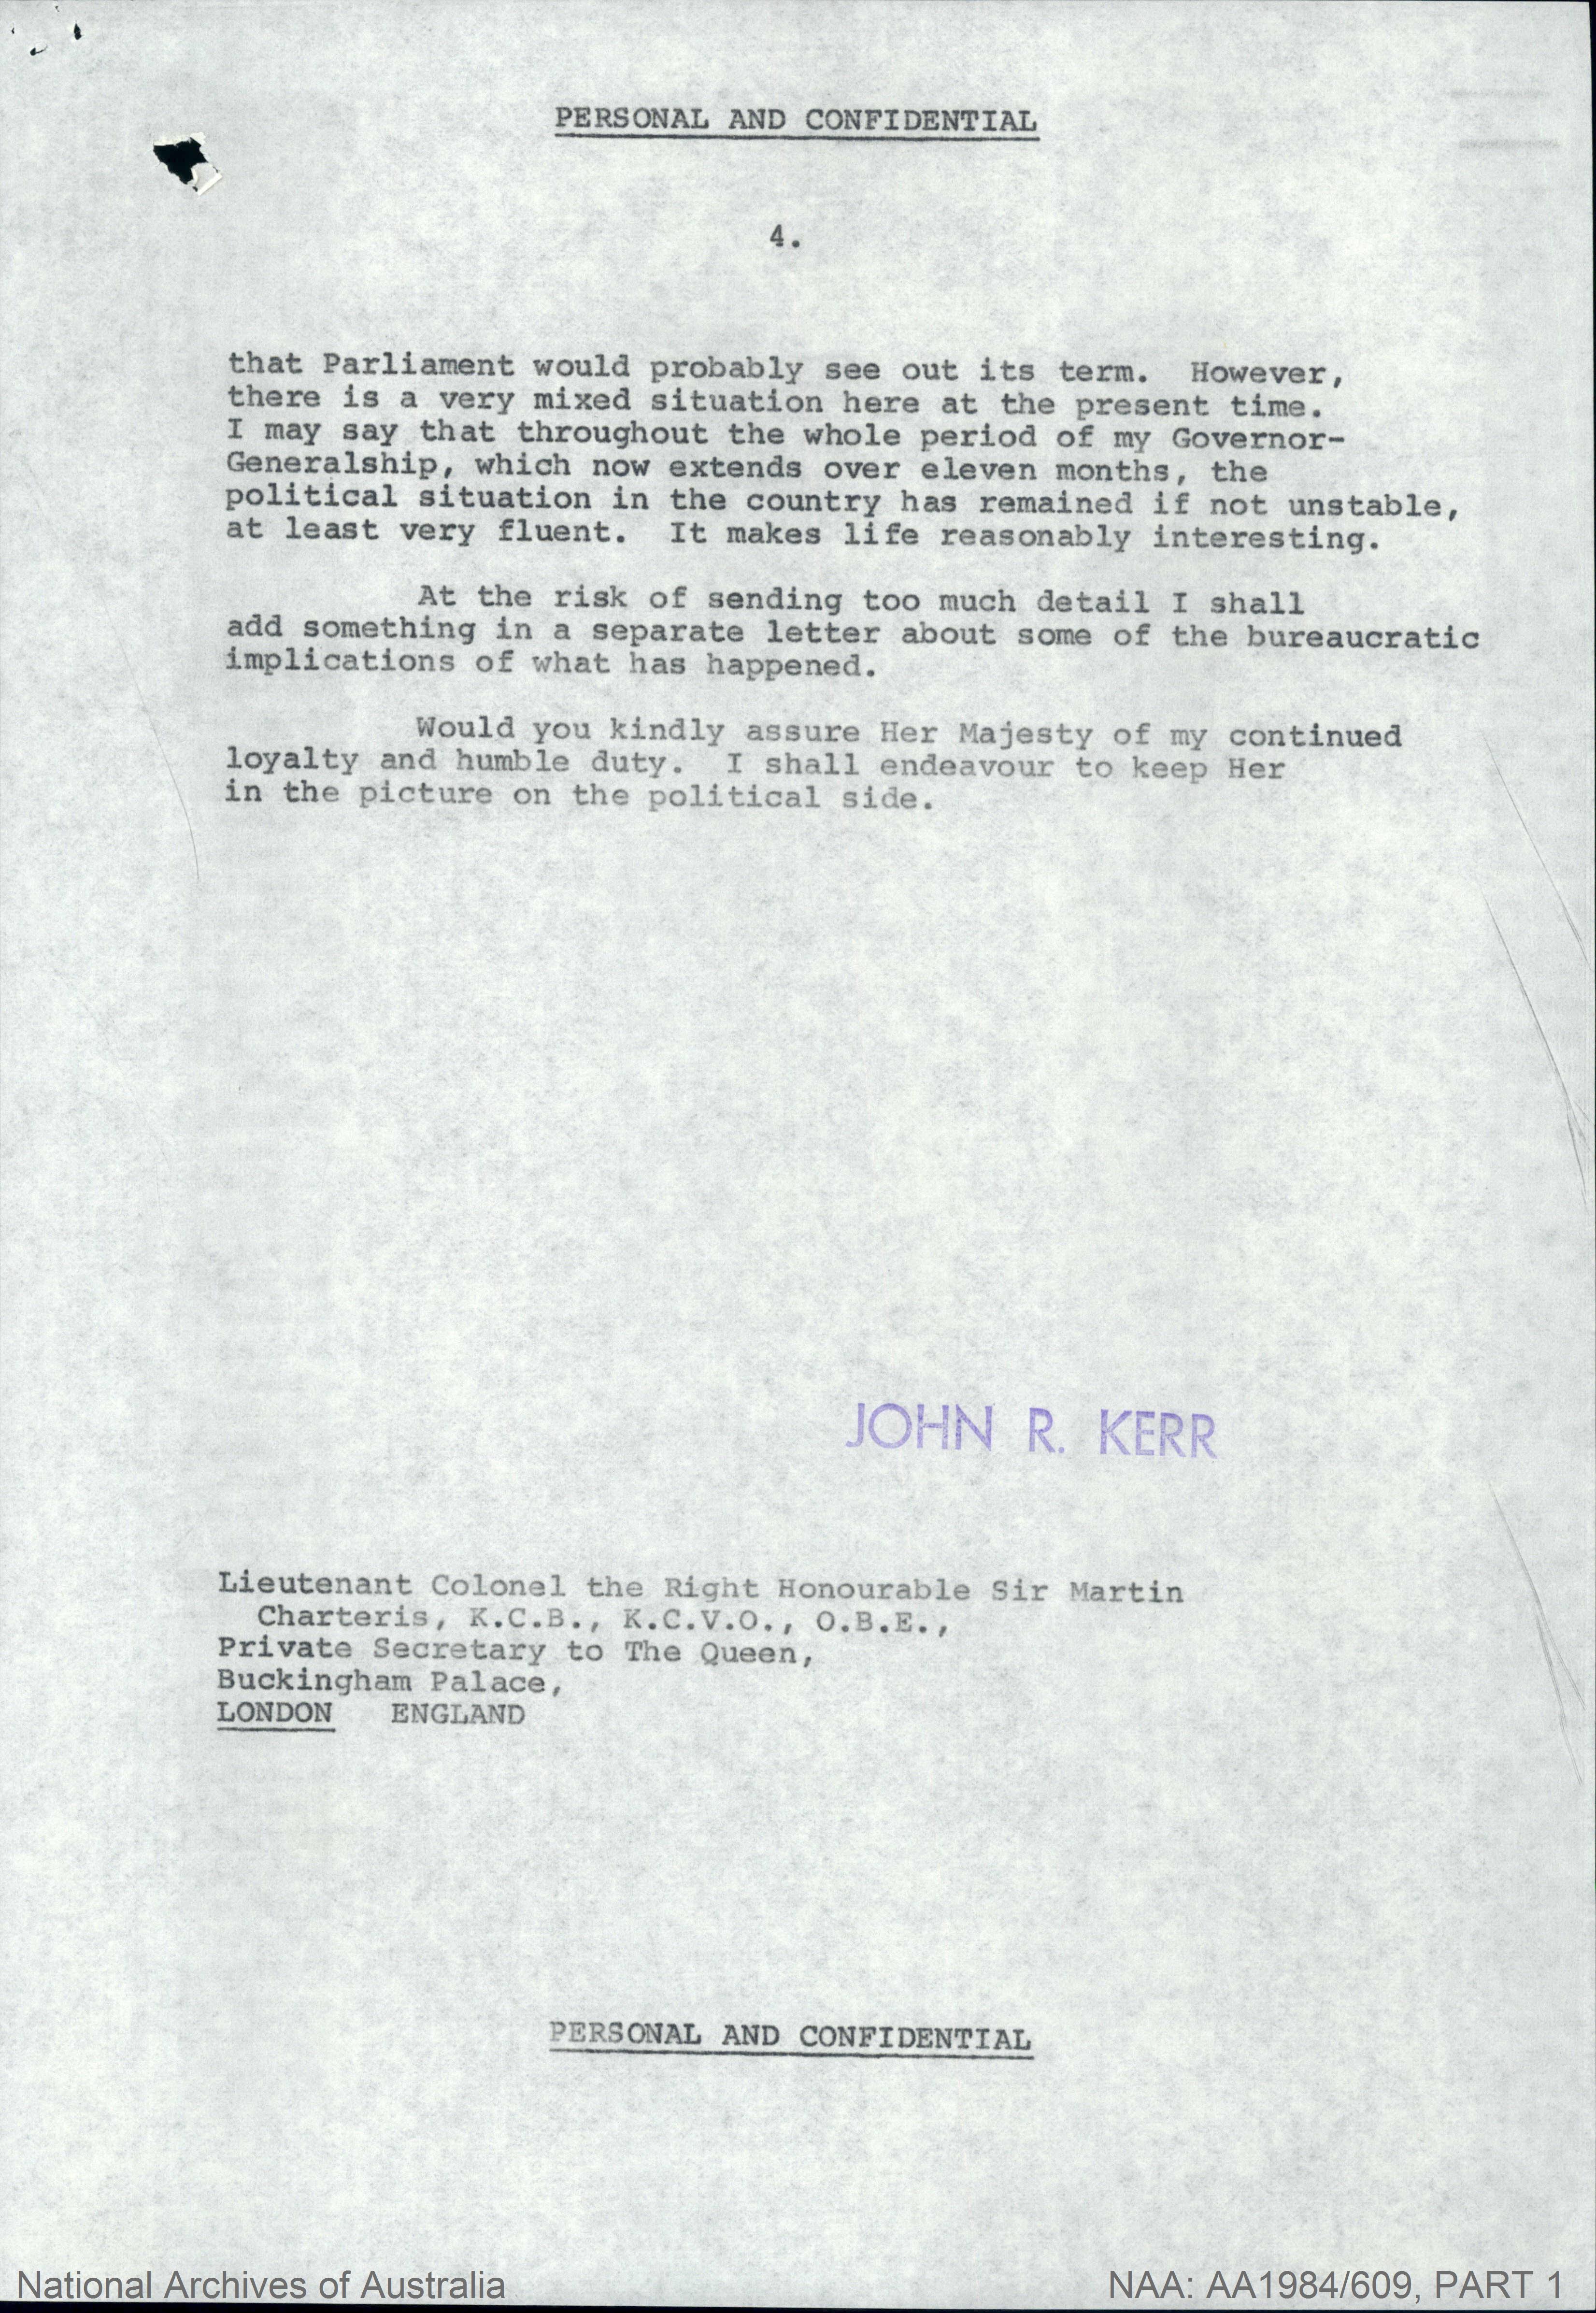 PERSONAL AND CONFIDENTIAL
4.
that Parliament would probably see out its term.  However,
there is a very mixed situation here at the present time.
I may say that throughout the whole period of my Governor-
Generalship, which now extends over eleven months, the
political situation in the country has remained if not unstable,
at least very fluent.  It makes life reasonably interesting.
At the risk of sending too much detail I shall
add something in a separate letter about some of the bureaucratic
implications of what has happened.
Would you kindly assure Her Majesty of my continued
loyalty and humble duty.  I shall endeavour to keep Her
in the picture on the political side.
JOHN R. KERR
Lieutenant Colonel the Right Honourable Sir Martin
Charteris, K.C.B., K.C.V.O., O.B.E.,
Private Secretary to The Queen,
Buckingham Palace,
LONDON   ENGLAND
PERSONAL AND CONFIDENTIAL
National Archives of Australia
NAA: AA1984/609, PART 1